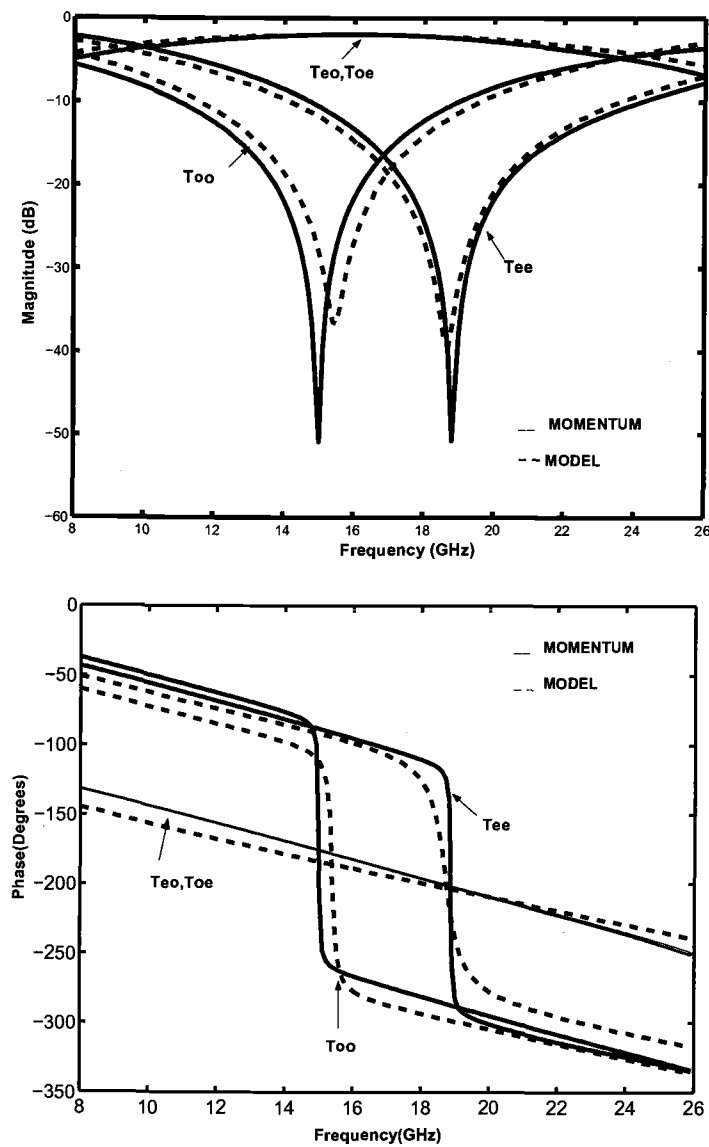 0
−10
−20
−30
−40
−50
−60
Magnitude (dB)
Teo,Toe
Too
Tee
MOMENTUM
MODEL
8 10 12 14 16 18 20 22 24 26
Frequency (GHz)
0
−50
−100
−150
−200
−250
−300
−350
Phase(Degrees)
MOMENTUM
MODEL
Tee
Teo,Toe
Too
8 10 12 14 16 18 20 22 24 26
Frequency(GHz)